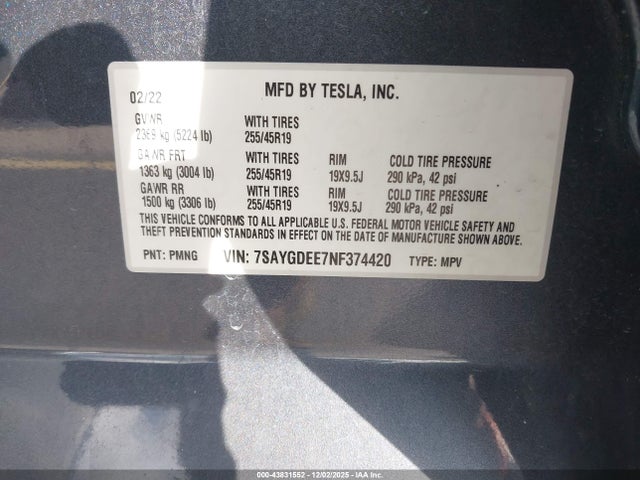 MFD BY TESLA, INC.
02/22
GVWR WITH TIRES
2369 kg (5224 lb) 255/45R19
GAWR FRT WITH TIRES RIM COLD TIRE PRESSURE
1363 kg (3004 lb) 255/45R19 19X9.5J 290 kPa, 42 psi
GAWR RR WITH TIRES RIM COLD TIRE PRESSURE
1500 kg (3306 lb) 255/45R19 19X9.5J 290 kPa, 42 psi
THIS VEHICLE CONFORMS TO ALL APPLICABLE U.S. FEDERAL MOTOR VEHICLE SAFETY AND
THEFT PREVENTION STANDARDS IN EFFECT ON THE DATE OF MANUFACTURE SHOWN ABOVE.
PNT: PMNG VIN: 7SAYGDEE7NF374420 TYPE: MPV
000-43831552 - 12/02/2025 - IAA, Inc.